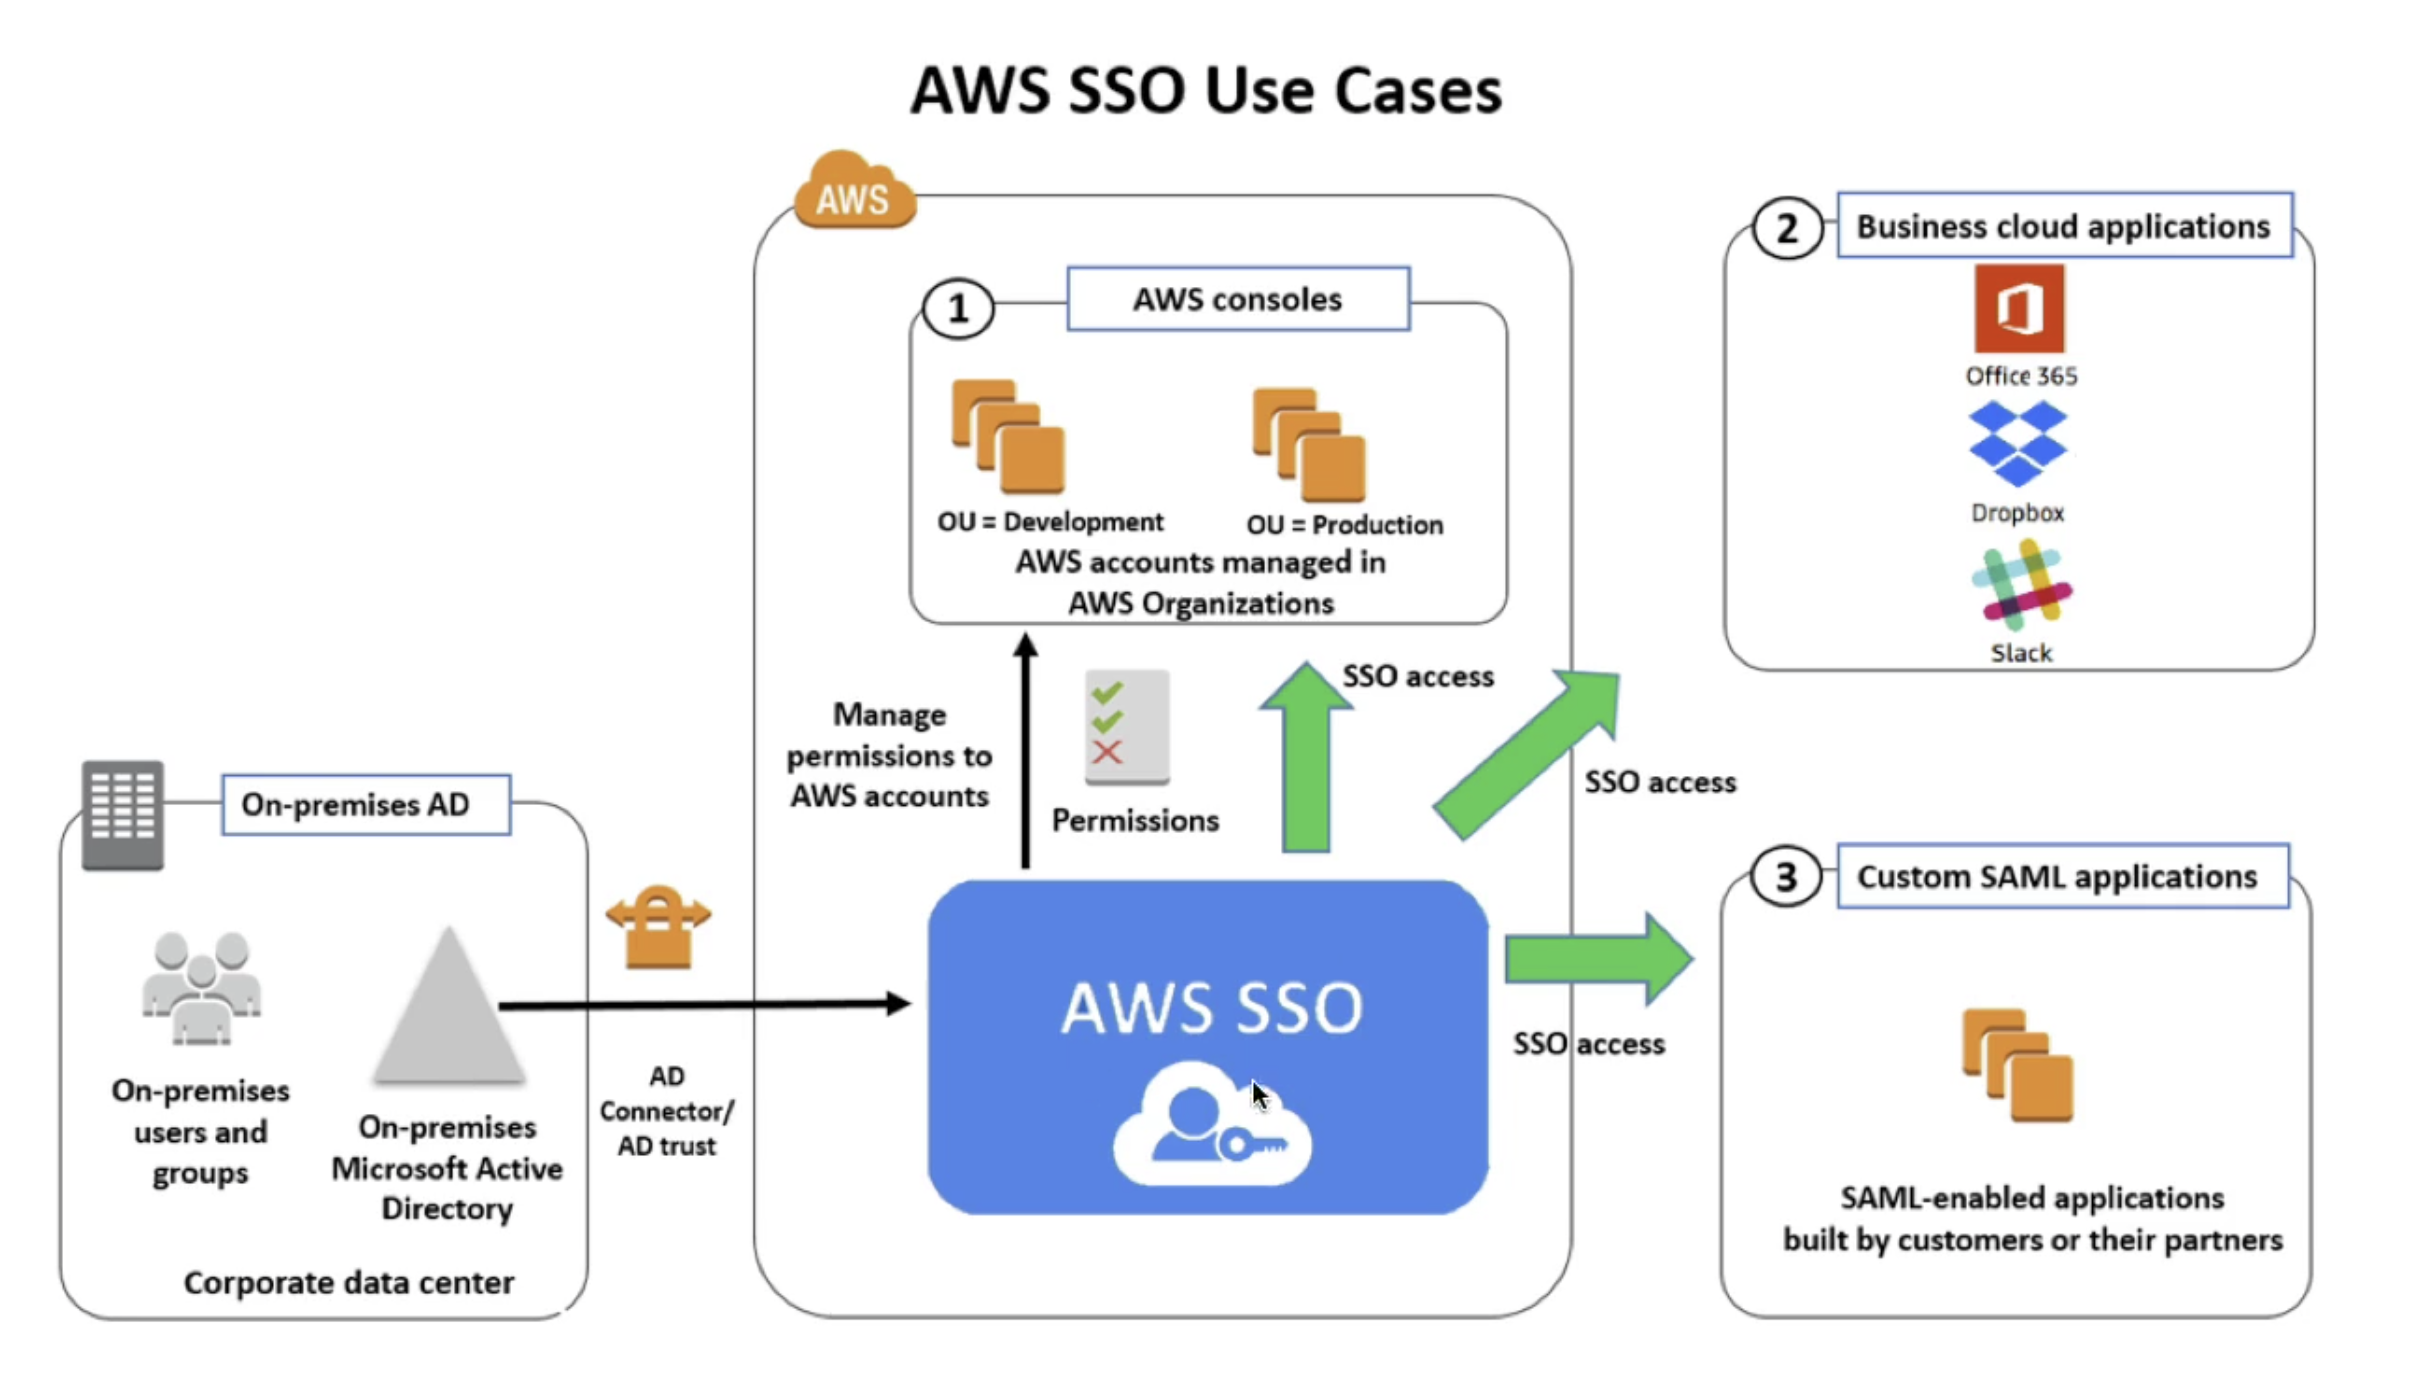 AWS SSO Use Cases
AWS
1
AWS consoles
OU = Development
OU = Production
AWS accounts managed in
AWS Organizations
2
Business cloud applications
Office 365
Dropbox
Slack
Manage
permissions to
AWS accounts
Permissions
SSO access
SSO access
On-premises AD
On-premises
users and
groups
On-premises
Microsoft Active
Directory
Corporate data center
AD
Connector/
AD trust
AWS SSO
SSO access
3
Custom SAML applications
SAML-enabled applications
built by customers or their partners